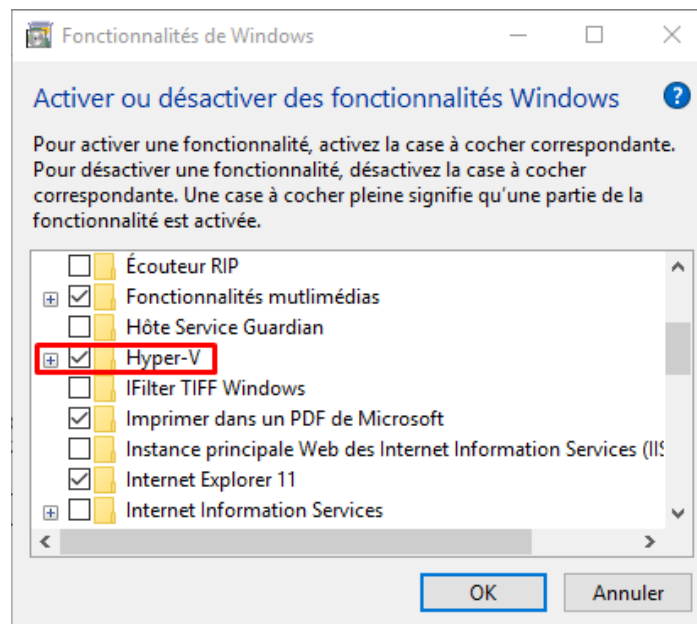 Fonctionnalités de Windows
Activer ou désactiver des fonctionnalités Windows
?
Pour activer une fonctionnalité, activez la case à cocher correspondante.
Pour désactiver une fonctionnalité, désactivez la case à cocher
correspondante. Une case à cocher pleine signifie qu'une partie de la
fonctionnalité est activée.
Écouteur RIP
Fonctionnalités mutlimédias
Hôte Service Guardian
Hyper-V
IFilter TIFF Windows
Imprimer dans un PDF de Microsoft
Instance principale Web des Internet Information Services (IIS
Internet Explorer 11
Internet Information Services
OK
Annuler